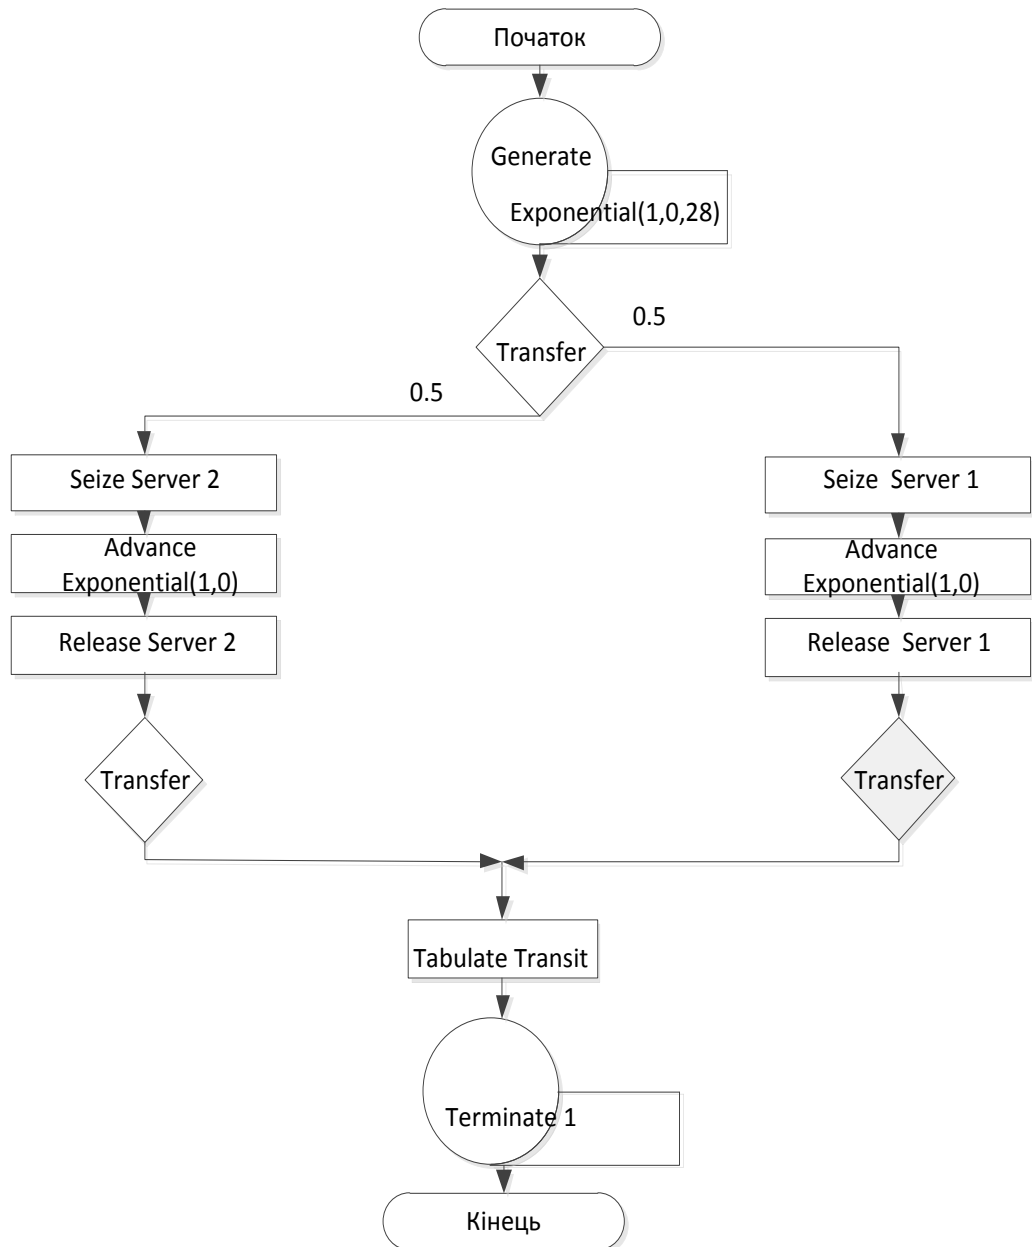 Початок
Generate
Exponential(1,0,28)
0.5
Transfer
0.5
Seize Server 2
Seize  Server 1
Advance
Exponential(1,0)
Advance
Exponential(1,0)
Release Server 2
Release  Server 1
Transfer
Transfer
Tabulate Transit
Terminate 1
Кінець